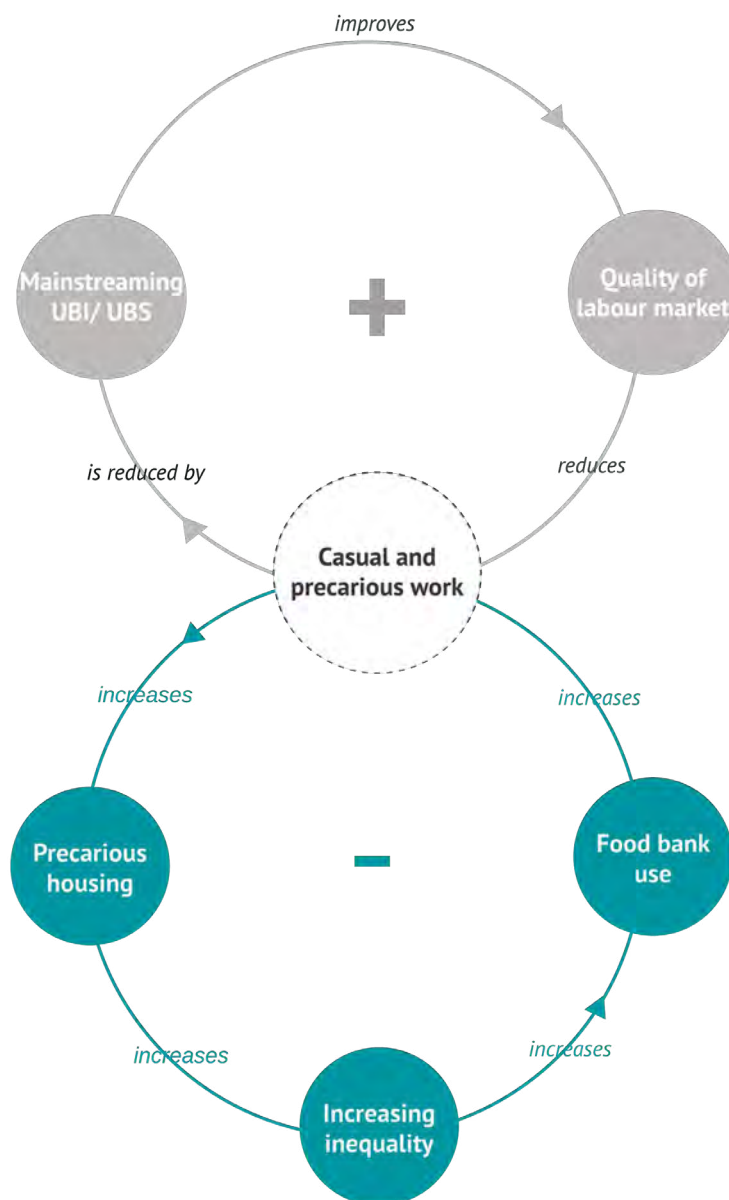 improves
Mainstreaming
UBI/ UBS
+
Quality of
labour market
is reduced by
reduces
Casual and
precarious work
increases
increases
Precarious
housing
-
Food bank
use
increases
increases
Increasing
inequality